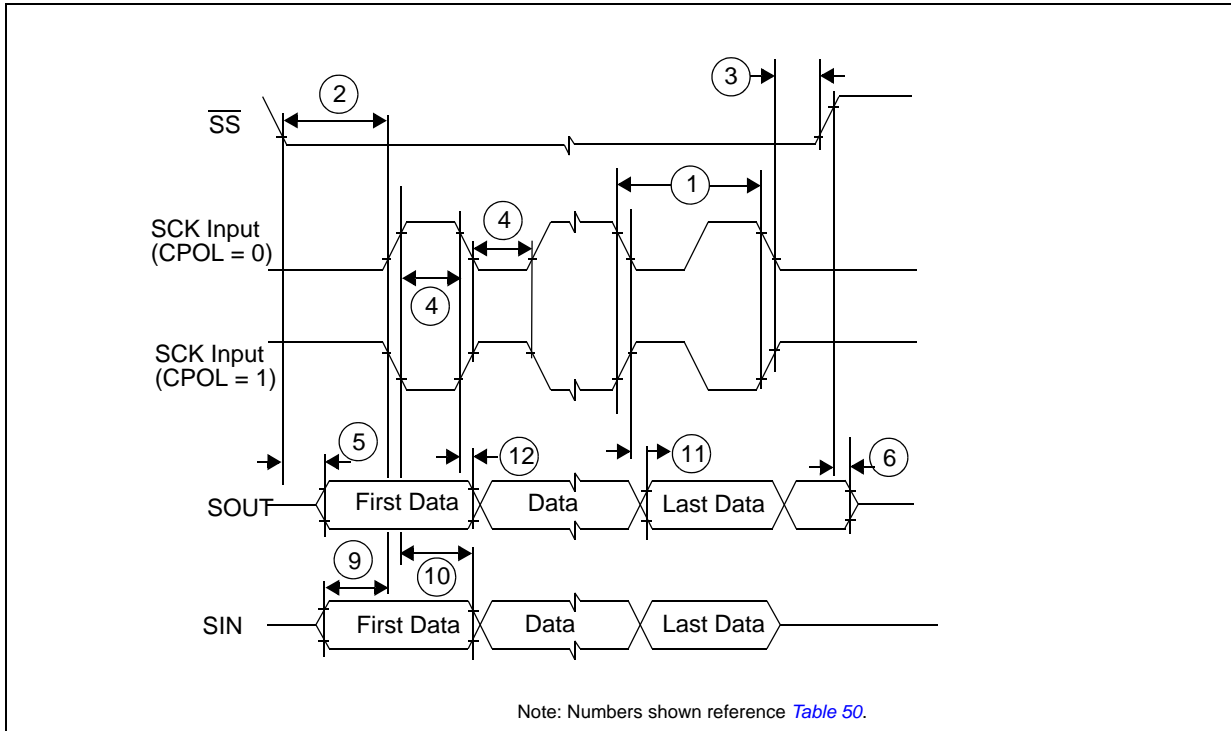 3
2
SS
1
SCK Input
(CPOL = 0)
4
4
SCK Input
(CPOL = 1)
5
12
11
6
SOUT
First Data
Data
Last Data
9
10
SIN
First Data
Data
Last Data
Note: Numbers shown reference Table 50.